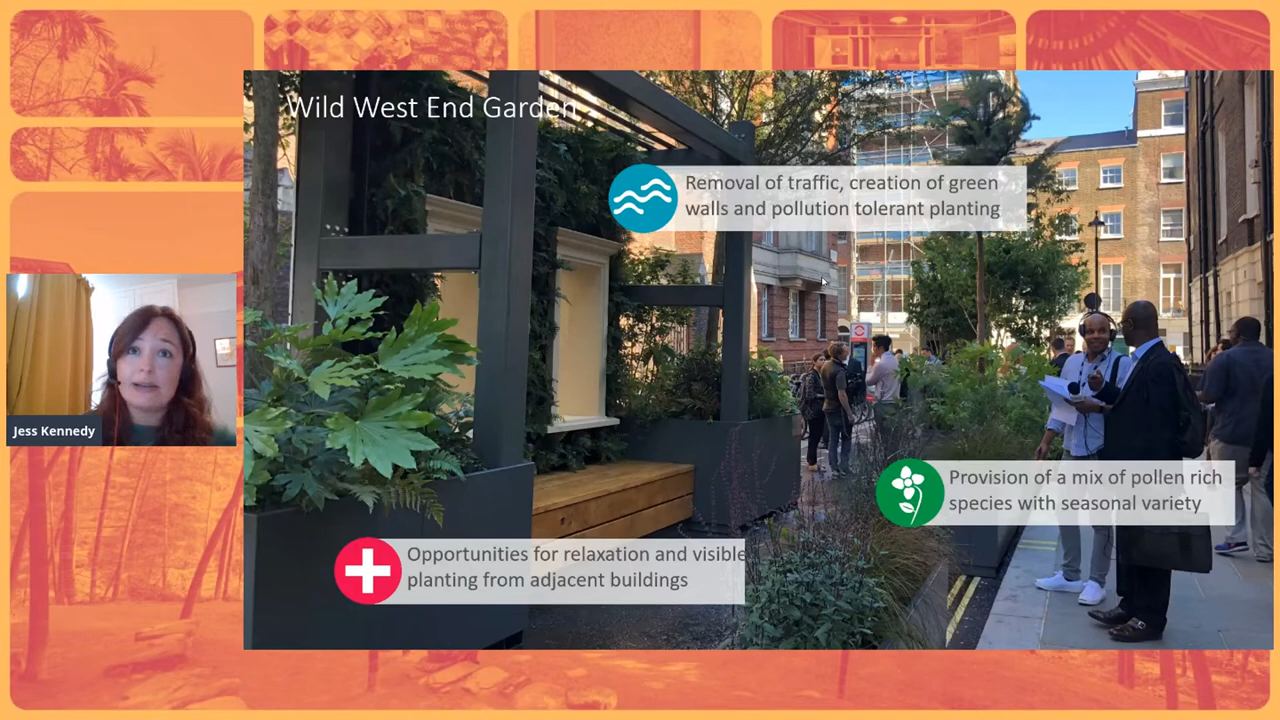 Wild West End Garden
Removal of traffic, creation of green
walls and pollution tolerant planting
Jess Kennedy
Provision of a mix of pollen rich
species with seasonal variety
Opportunities for relaxation and visible
planting from adjacent buildings